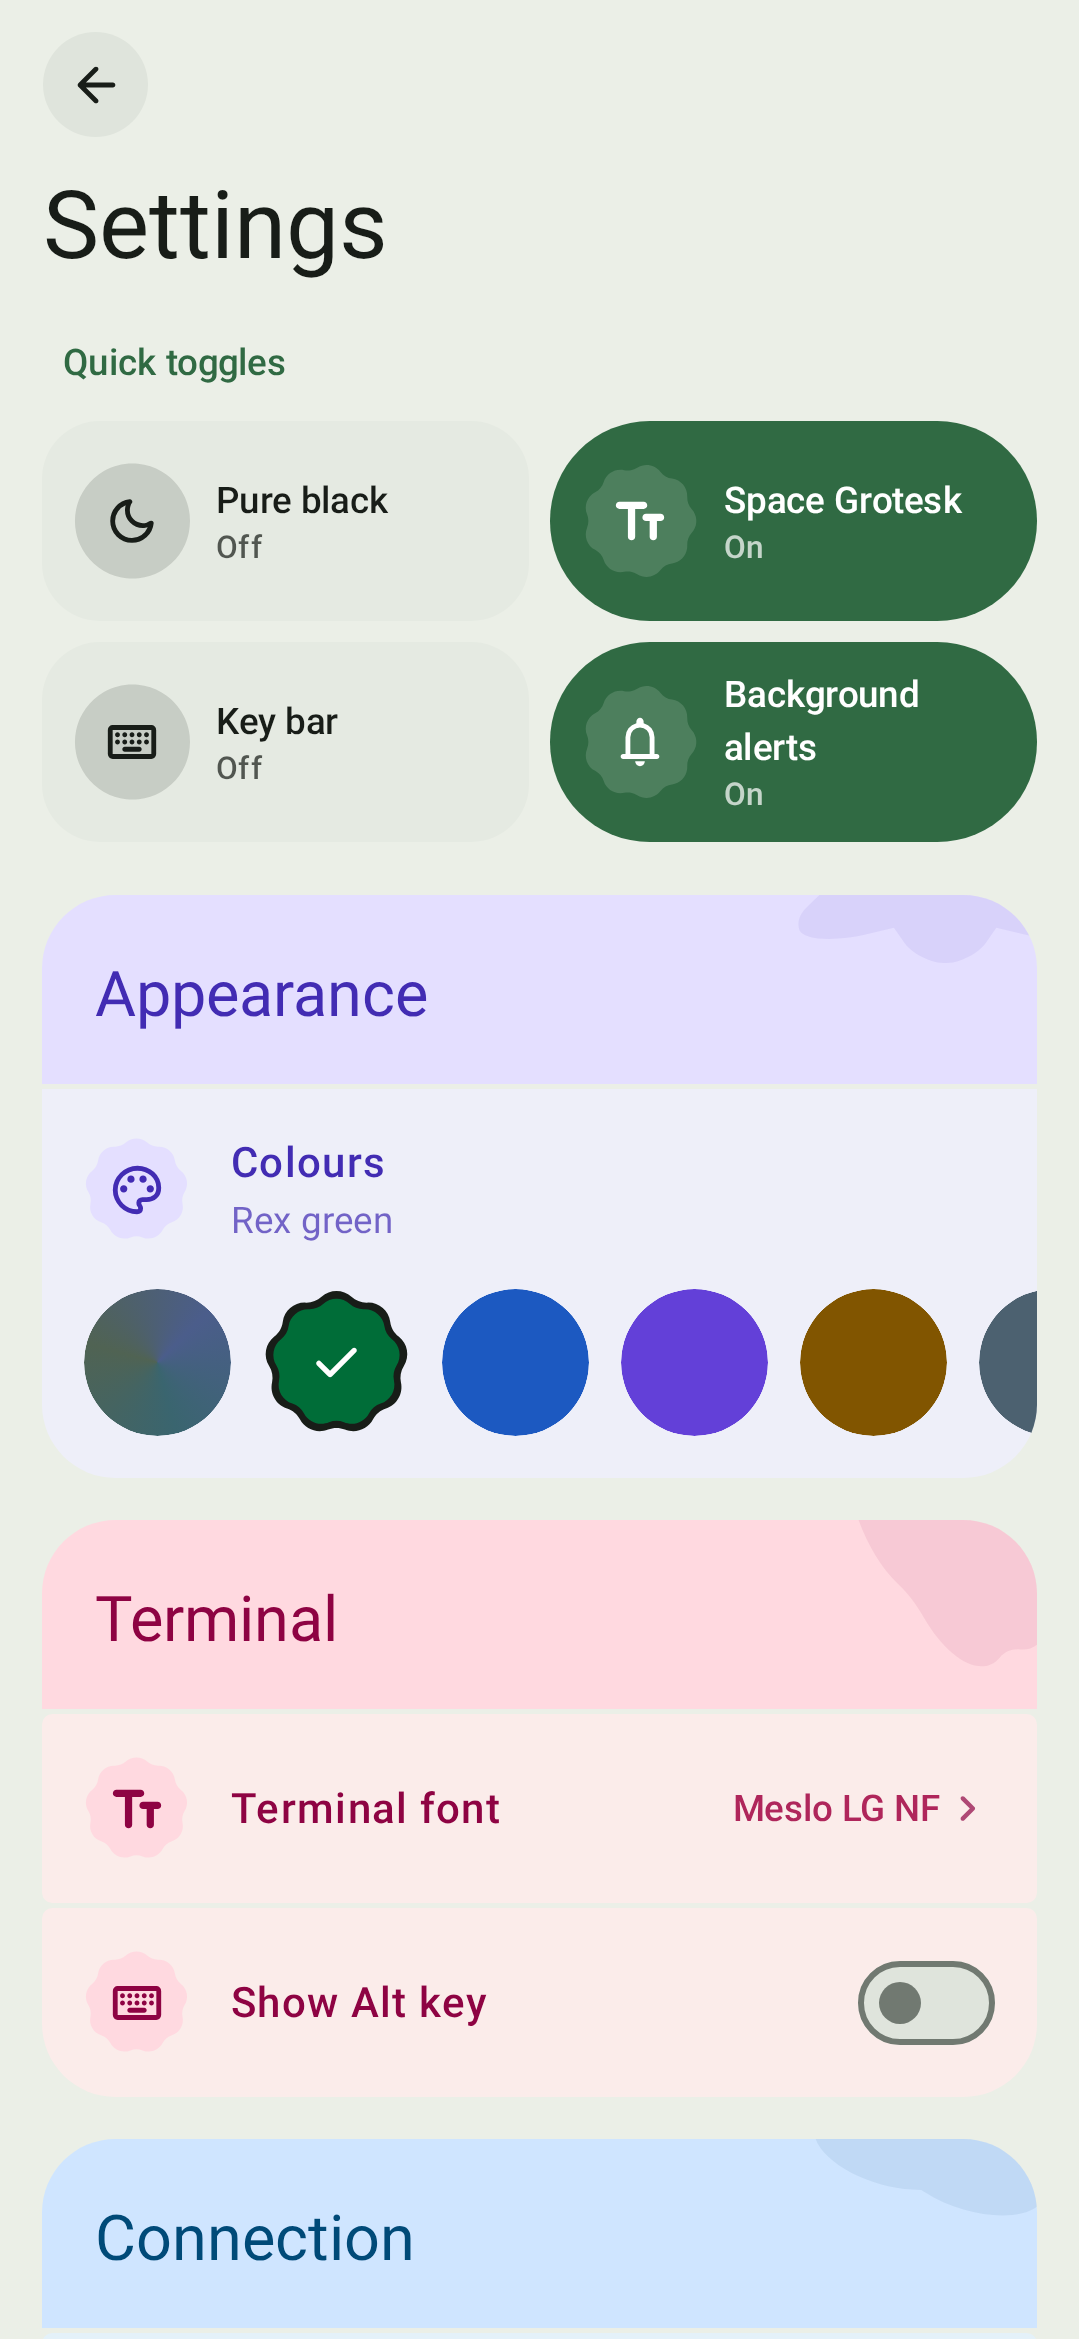 Settings
Quick toggles
Pure black
Off
Space Grotesk
On
Key bar
Off
Background
alerts
On
Appearance
Colours
Rex green
Terminal
Terminal font
Meslo LG NF
Show Alt key
Connection